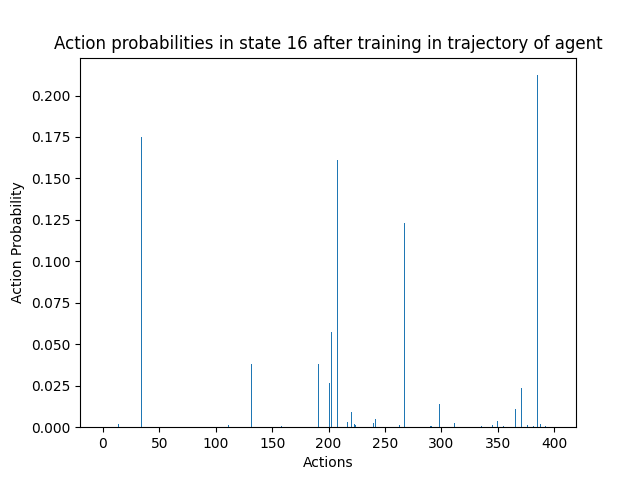 Action probabilities in state 16 after training in trajectory of agent
0.200
0.175
0.150
0.125
0.100
0.075
0.050
0.025
0.000
Action Probability
0 50 100 150 200 250 300 350 400
Actions